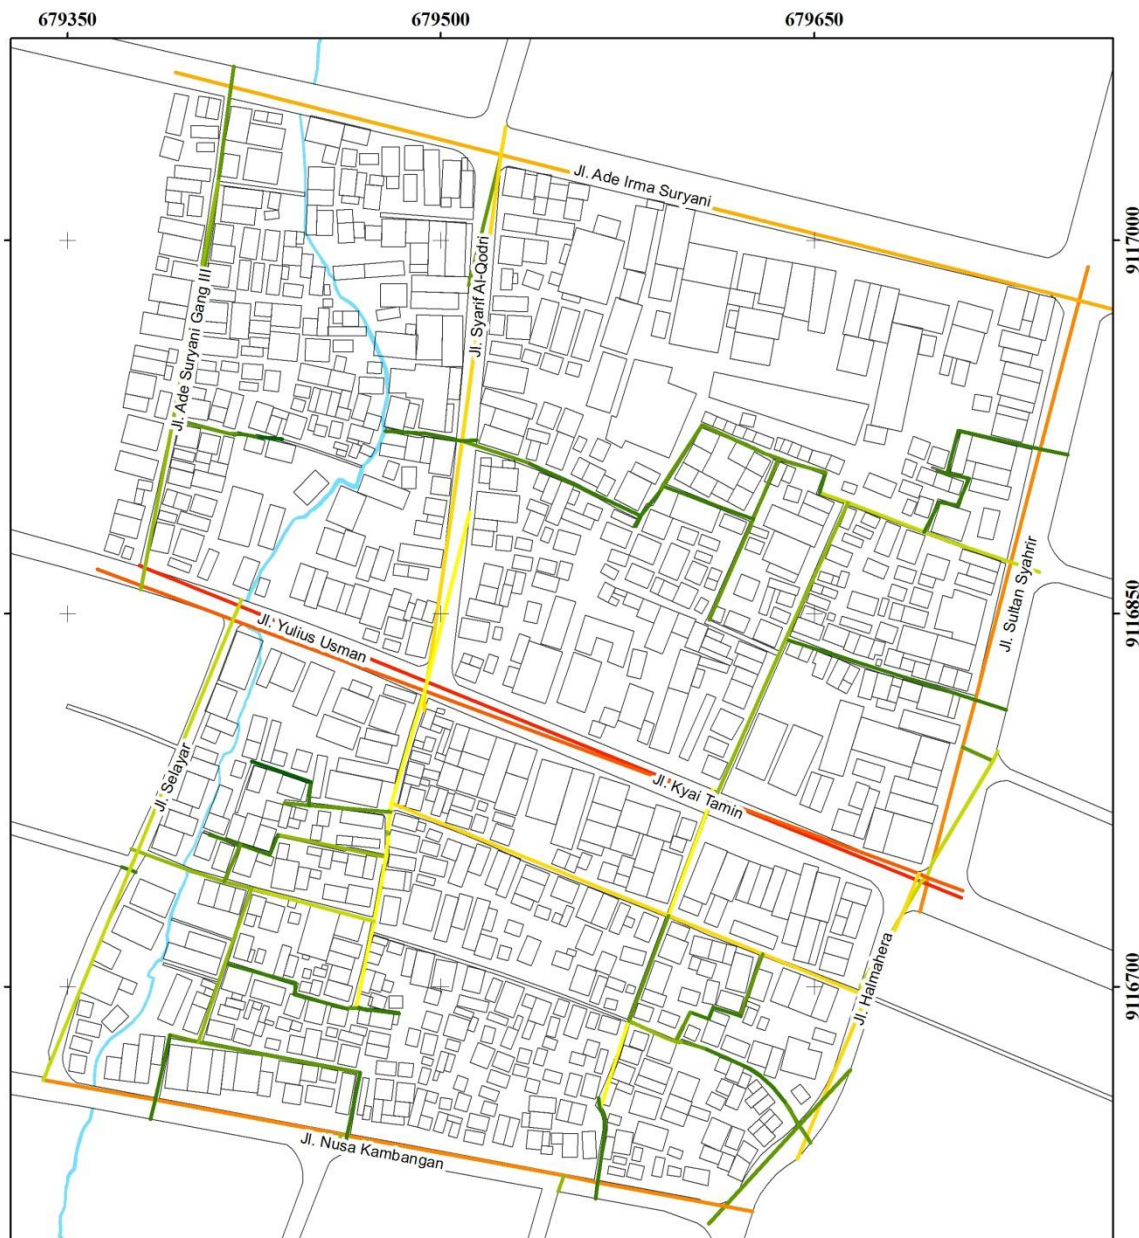 679350
679500
679650
Jl. Ade Irma Suryani
9117000
Jl. Syarif Al-Qodri
Jl. Ade Suryani Gang III
Jl. Sultan Syahrir
9116850
Jl. Yulius Usman
Jl. Selayar
Jl. Kyai Tamin
Jl. Halmahera
9116700
Jl. Nusa Kambangan